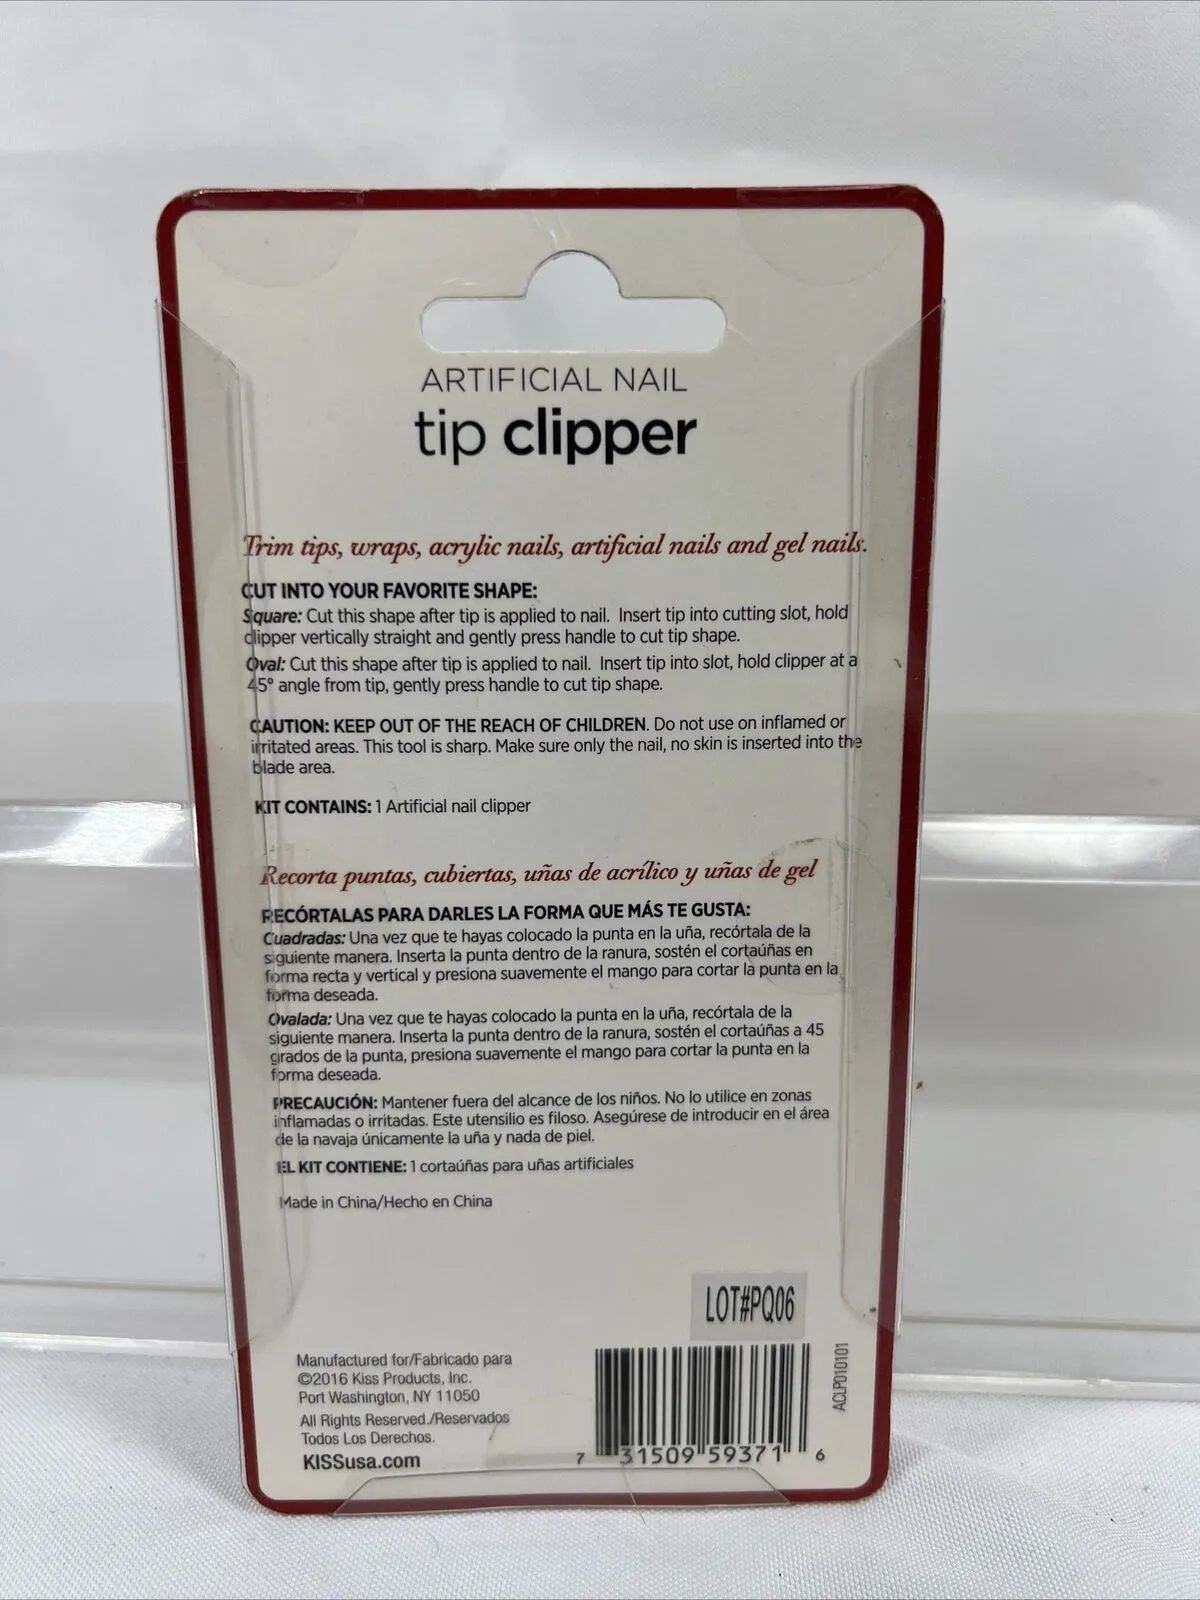 ARTIFICIAL NAIL
tip clipper
Trim tips, wraps, acrylic nails, artificial nails and gel nails.
CUT INTO YOUR FAVORITE SHAPE:
Square: Cut this shape after tip is applied to nail. Insert tip into cutting slot, hold
clipper vertically straight and gently press handle to cut tip shape.
Oval: Cut this shape after tip is applied to nail. Insert tip into slot, hold clipper at a
45° angle from tip, gently press handle to cut tip shape.
CAUTION: KEEP OUT OF THE REACH OF CHILDREN. Do not use on inflamed or
irritated areas. This tool is sharp. Make sure only the nail, no skin is inserted into the
blade area.
KIT CONTAINS: 1 Artificial nail clipper
Recorta puntas, cubiertas, uñas de acrílico y uñas de gel
RECÓRTALAS PARA DARLES LA FORMA QUE MÁS TE GUSTA:
Cuadradas: Una vez que te hayas colocado la punta en la uña, recórtala de la
siguiente manera. Inserta la punta dentro de la ranura, sostén el cortaúñas en
forma recta y vertical y presiona suavemente el mango para cortar la punta en la
forma deseada.
Ovalada: Una vez que te hayas colocado la punta en la uña, recórtala de la
siguiente manera. Inserta la punta dentro de la ranura, sostén el cortaúñas a 45
grados de la punta, presiona suavemente el mango para cortar la punta en la
forma deseada.
PRECAUCIÓN: Mantener fuera del alcance de los niños. No lo utilice en zonas
inflamadas o irritadas. Este utensilio es filoso. Asegúrese de introducir en el área
de la navaja únicamente la uña y nada de piel.
EL KIT CONTIENE: 1 cortaúñas para uñas artificiales
Made in China/Hecho en China
LOT#PQ06
Manufactured for/Fabricado para
©2016 Kiss Products, Inc.
Port Washington, NY 11050
All Rights Reserved./Reservados
Todos Los Derechos.
KISSusa.com
7 31509 59371 6
ACLP010101